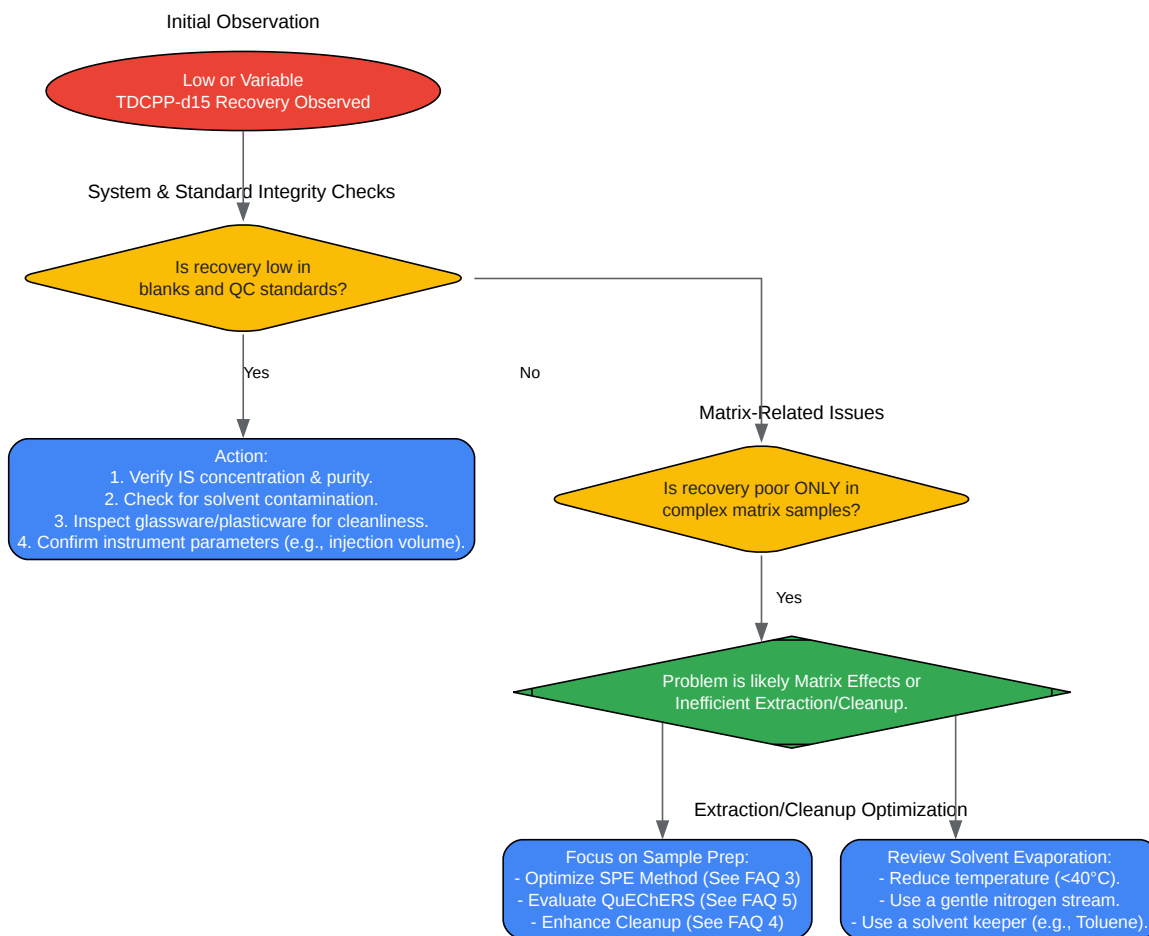 Initial Observation
Low or Variable
TDCPP-d15 Recovery Observed
System & Standard Integrity Checks
Is recovery low in
blanks and QC standards?
Yes
No
Action:
1. Verify IS concentration & purity.
2. Check for solvent contamination.
3. Inspect glassware/plasticware for cleanliness.
4. Confirm instrument parameters (e.g., injection volume).
Matrix-Related Issues
Is recovery poor ONLY in
complex matrix samples?
Yes
Problem is likely Matrix Effects or
Inefficient Extraction/Cleanup.
Extraction/Cleanup Optimization
Focus on Sample Prep:
- Optimize SPE Method (See FAQ 3)
- Evaluate QuEChERS (See FAQ 5)
- Enhance Cleanup (See FAQ 4)
Review Solvent Evaporation:
- Reduce temperature (<40°C).
- Use a gentle nitrogen stream.
- Use a solvent keeper (e.g., Toluene).